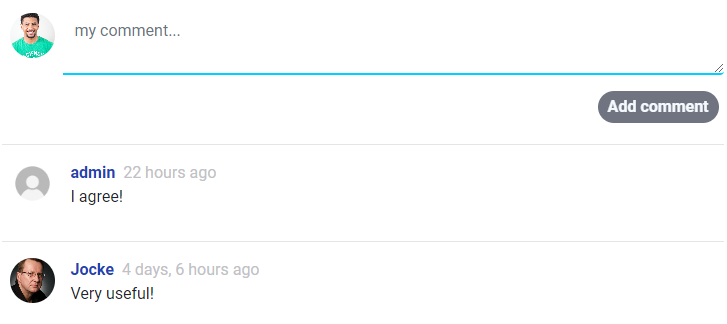 my comment...
Add comment
admin 22 hours ago
I agree!
Jocke 4 days, 6 hours ago
Very useful!